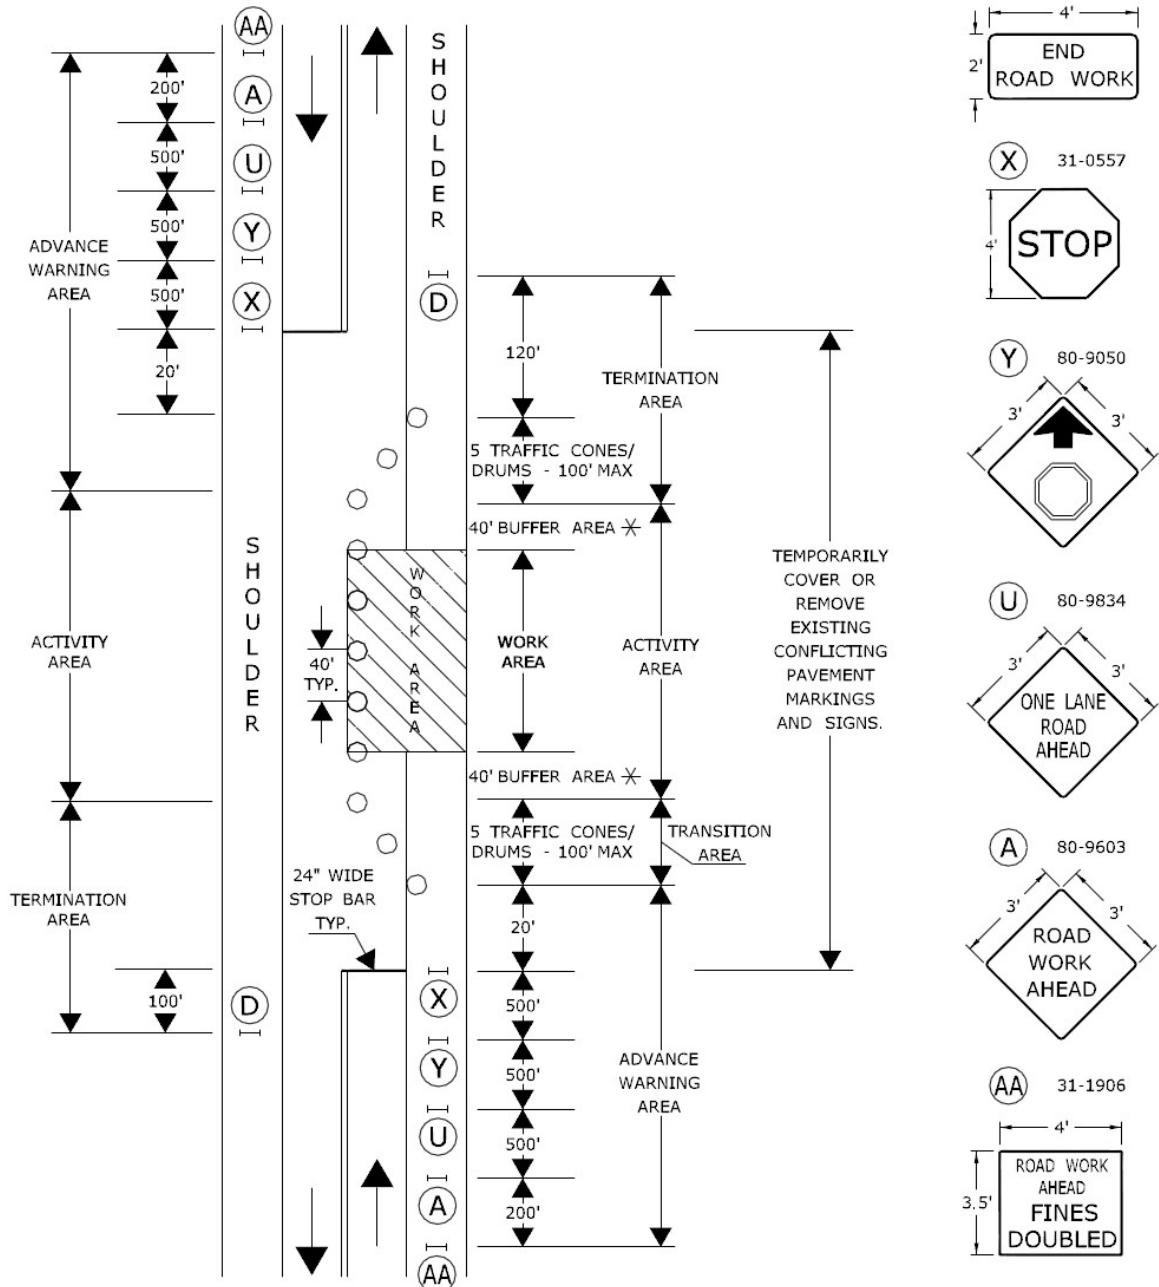 AA
200'
A
500'
U
500'
Y
500'
X
20'
ADVANCE
WARNING
AREA
SHOULDER
D
120'
TERMINATION
AREA
5 TRAFFIC CONES/
DRUMS - 100' MAX
40' BUFFER AREA
SHOULDER
ACTIVITY
AREA
40'
TYP.
WORK AREA
WORK
AREA
ACTIVITY
AREA
TEMPORARILY
COVER OR
REMOVE
EXISTING
CONFLICTING
PAVEMENT
MARKINGS
AND SIGNS.
40' BUFFER AREA
5 TRAFFIC CONES/
DRUMS - 100' MAX
TRANSITION
AREA
24" WIDE
STOP BAR
TYP.
20'
TERMINATION
AREA
100'
D
X
500'
Y
500'
U
500'
A
200'
AA
ADVANCE
WARNING
AREA
4'
2'
END
ROAD WORK
X 31-0557
4'
STOP
Y 80-9050
3' 3'
U 80-9834
3' 3'
ONE LANE
ROAD
AHEAD
A 80-9603
3' 3'
ROAD
WORK
AHEAD
AA 31-1906
4'
3.5'
ROAD WORK
AHEAD
FINES
DOUBLED